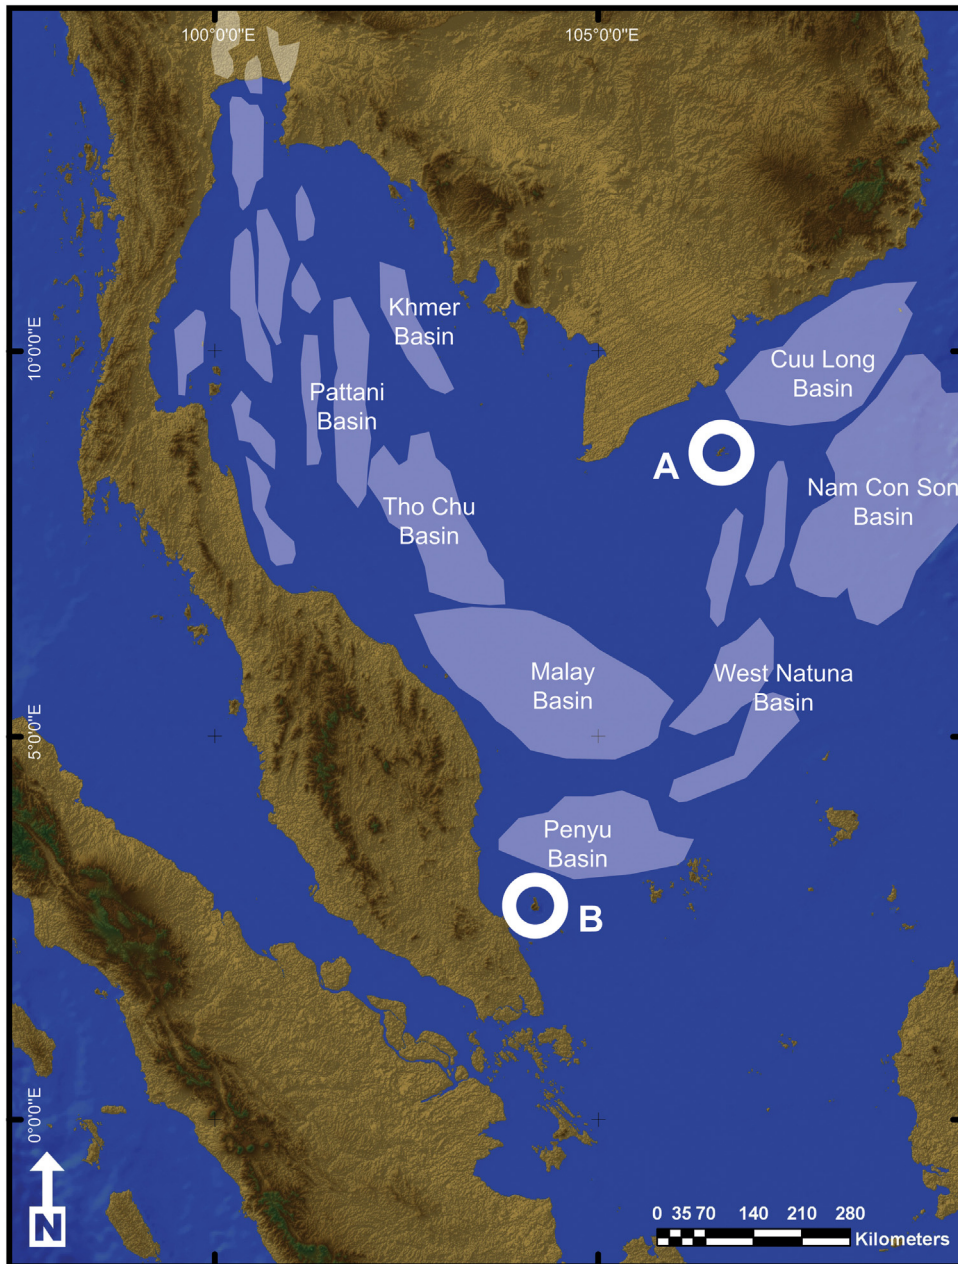 100°0'0"E
105°0'0"E
10°0'0"E
5°0'0"E
0°0'0"E
Khmer
Basin
Cuu Long
Basin
Pattani
Basin
A
Tho Chu
Basin
Nam Con Son
Basin
Malay
Basin
West Natuna
Basin
Penyu
Basin
B
N
0 35 70 140 210 280
Kilometers